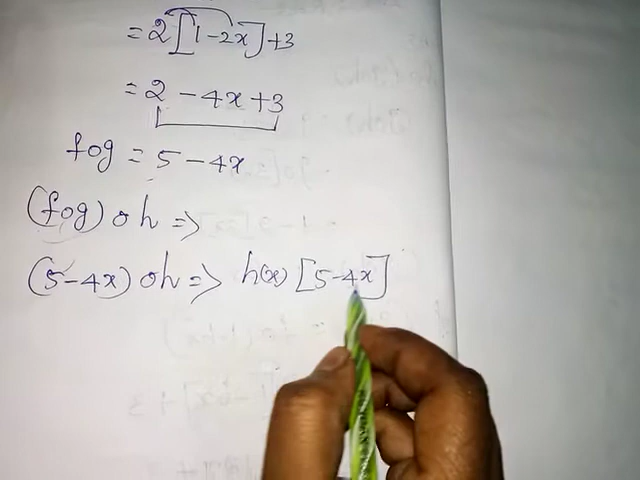 = 2[1-2x]+3
= 2 - 4x + 3
fog = 5 - 4x
(fog) o h =>
(5-4x) o h => h(x) [5-4x]